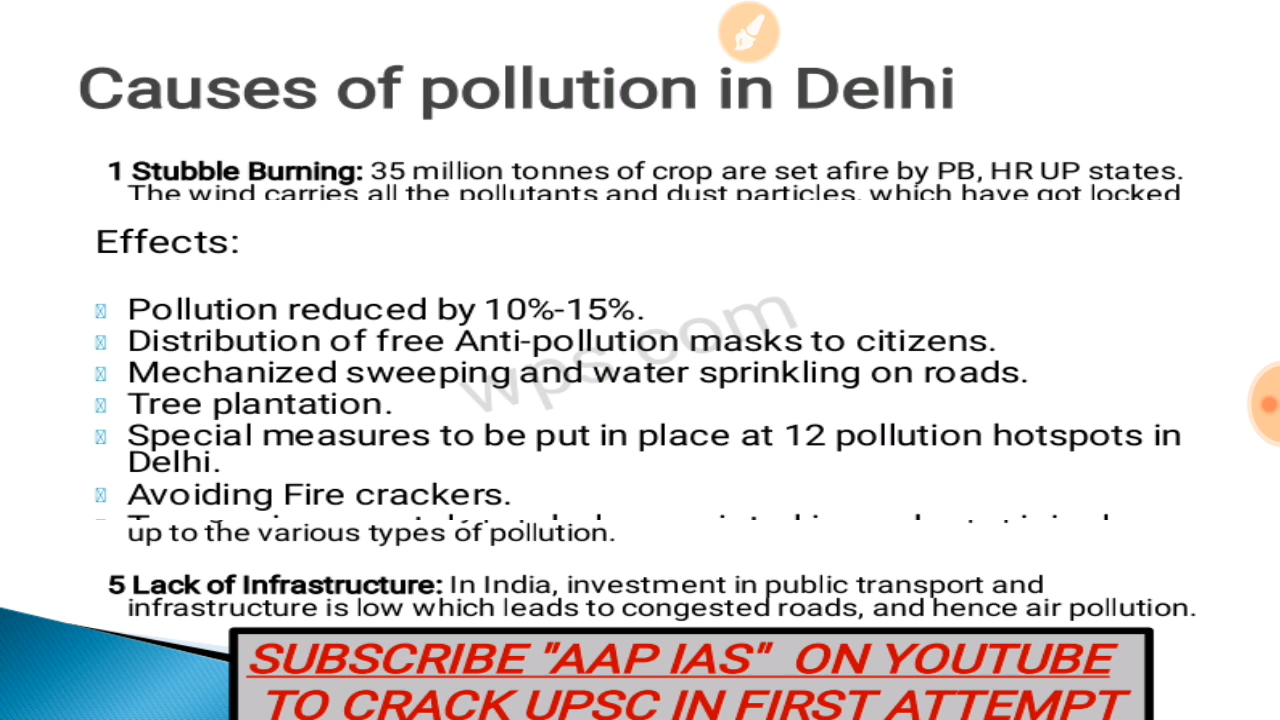 Causes of pollution in Delhi
1 Stubble Burning: 35 million tonnes of crop are set afire by PB, HR UP states.
The wind carries all the pollutants and dust particles, which have got locked
Effects:
Pollution reduced by 10%-15%.
Distribution of free Anti-pollution masks to citizens.
Mechanized sweeping and water sprinkling on roads.
Tree plantation.
Special measures to be put in place at 12 pollution hotspots in
Delhi.
Avoiding Fire crackers.
up to the various types of pollution.
5 Lack of Infrastructure: In India, investment in public transport and
infrastructure is low which leads to congested roads, and hence air pollution.
SUBSCRIBE "AAP IAS" ON YOUTUBE
TO CRACK UPSC IN FIRST ATTEMPT
wps.com